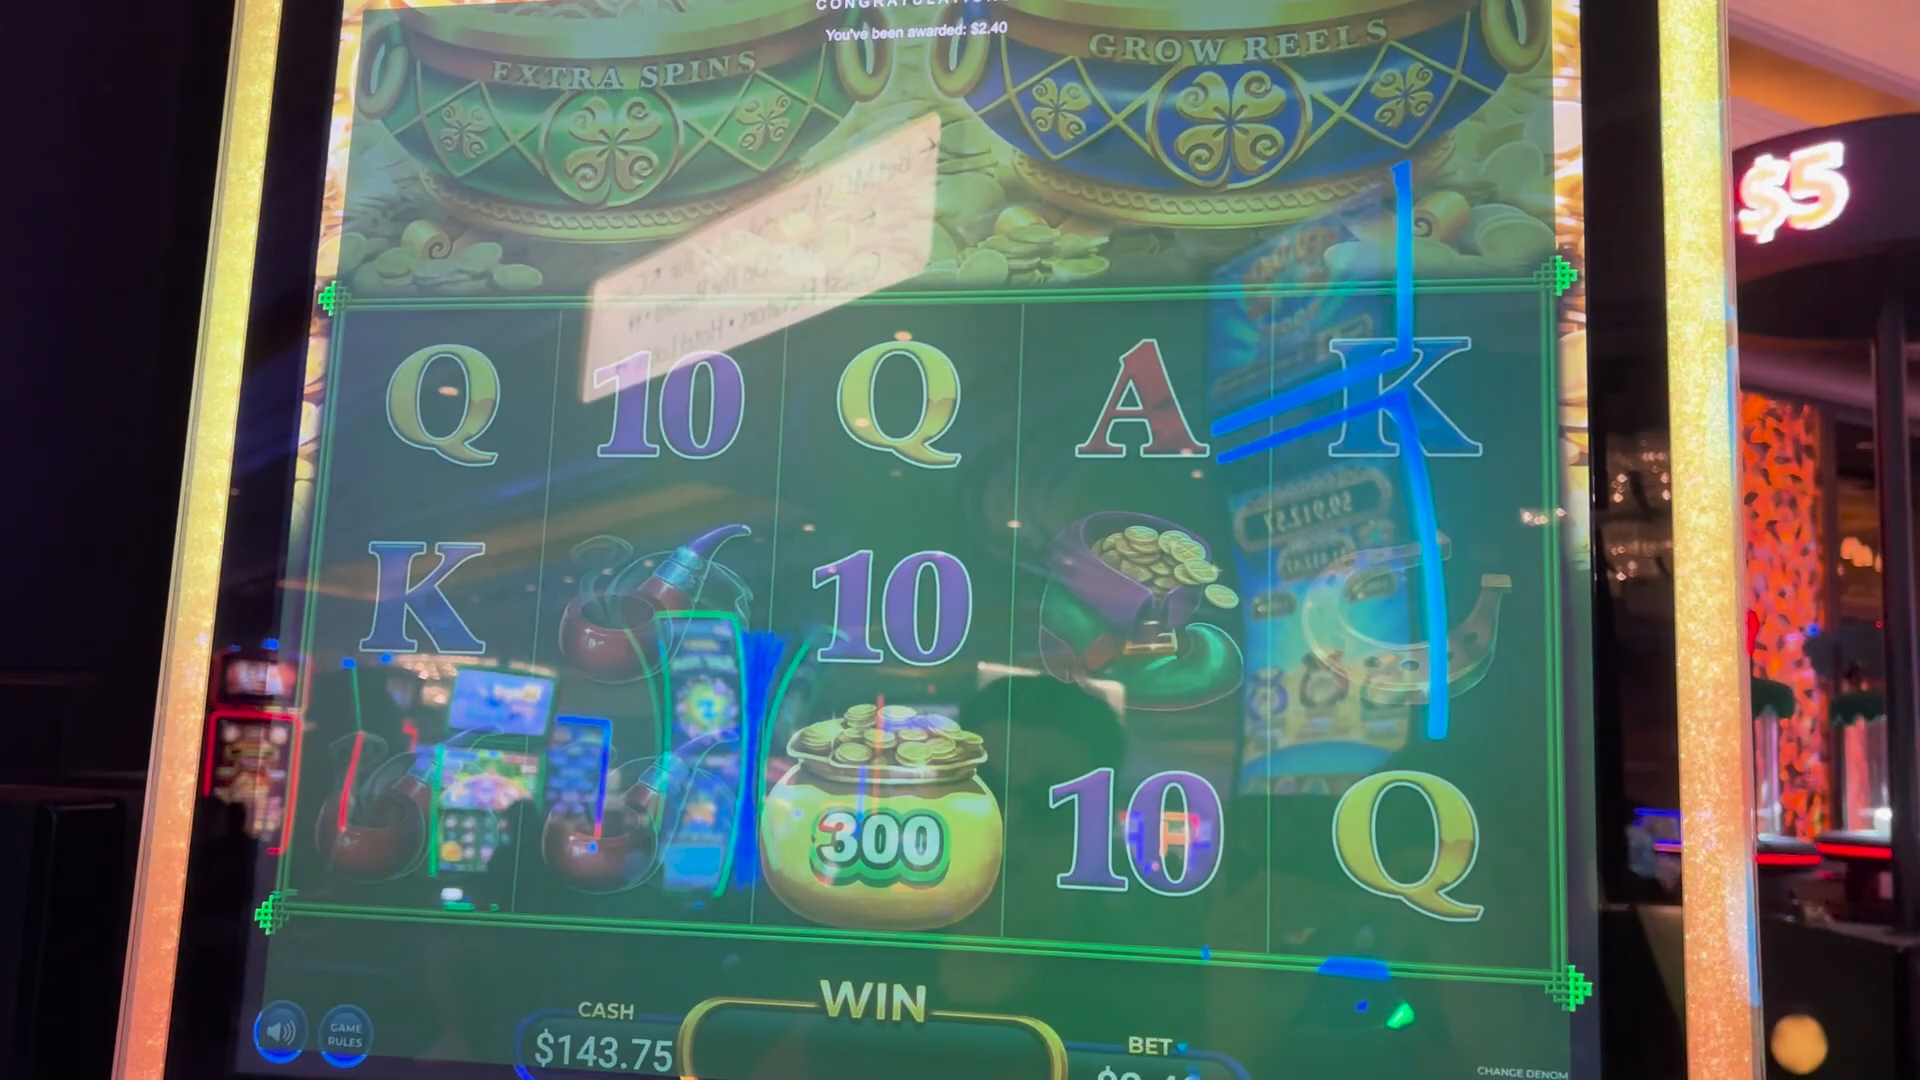 You've been awarded: $2.40
EXTRA SPINS
GROW REELS
$5
Q 10 Q A K
K 10
300 10 Q
WIN
CASH
$143.75
BET
GAME
RULES
CHANGE DENOM